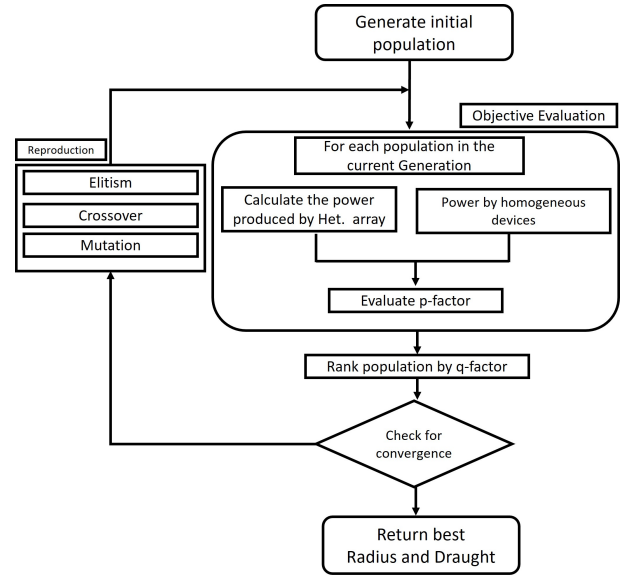 Generate initial
population
Objective Evaluation
For each population in the
current Generation
Reproduction
Elitism
Crossover
Mutation
Calculate the power
produced by Het. array
Power by homogeneous
devices
Evaluate p-factor
Rank population by q-factor
Check for
convergence
Return best
Radius and Draught